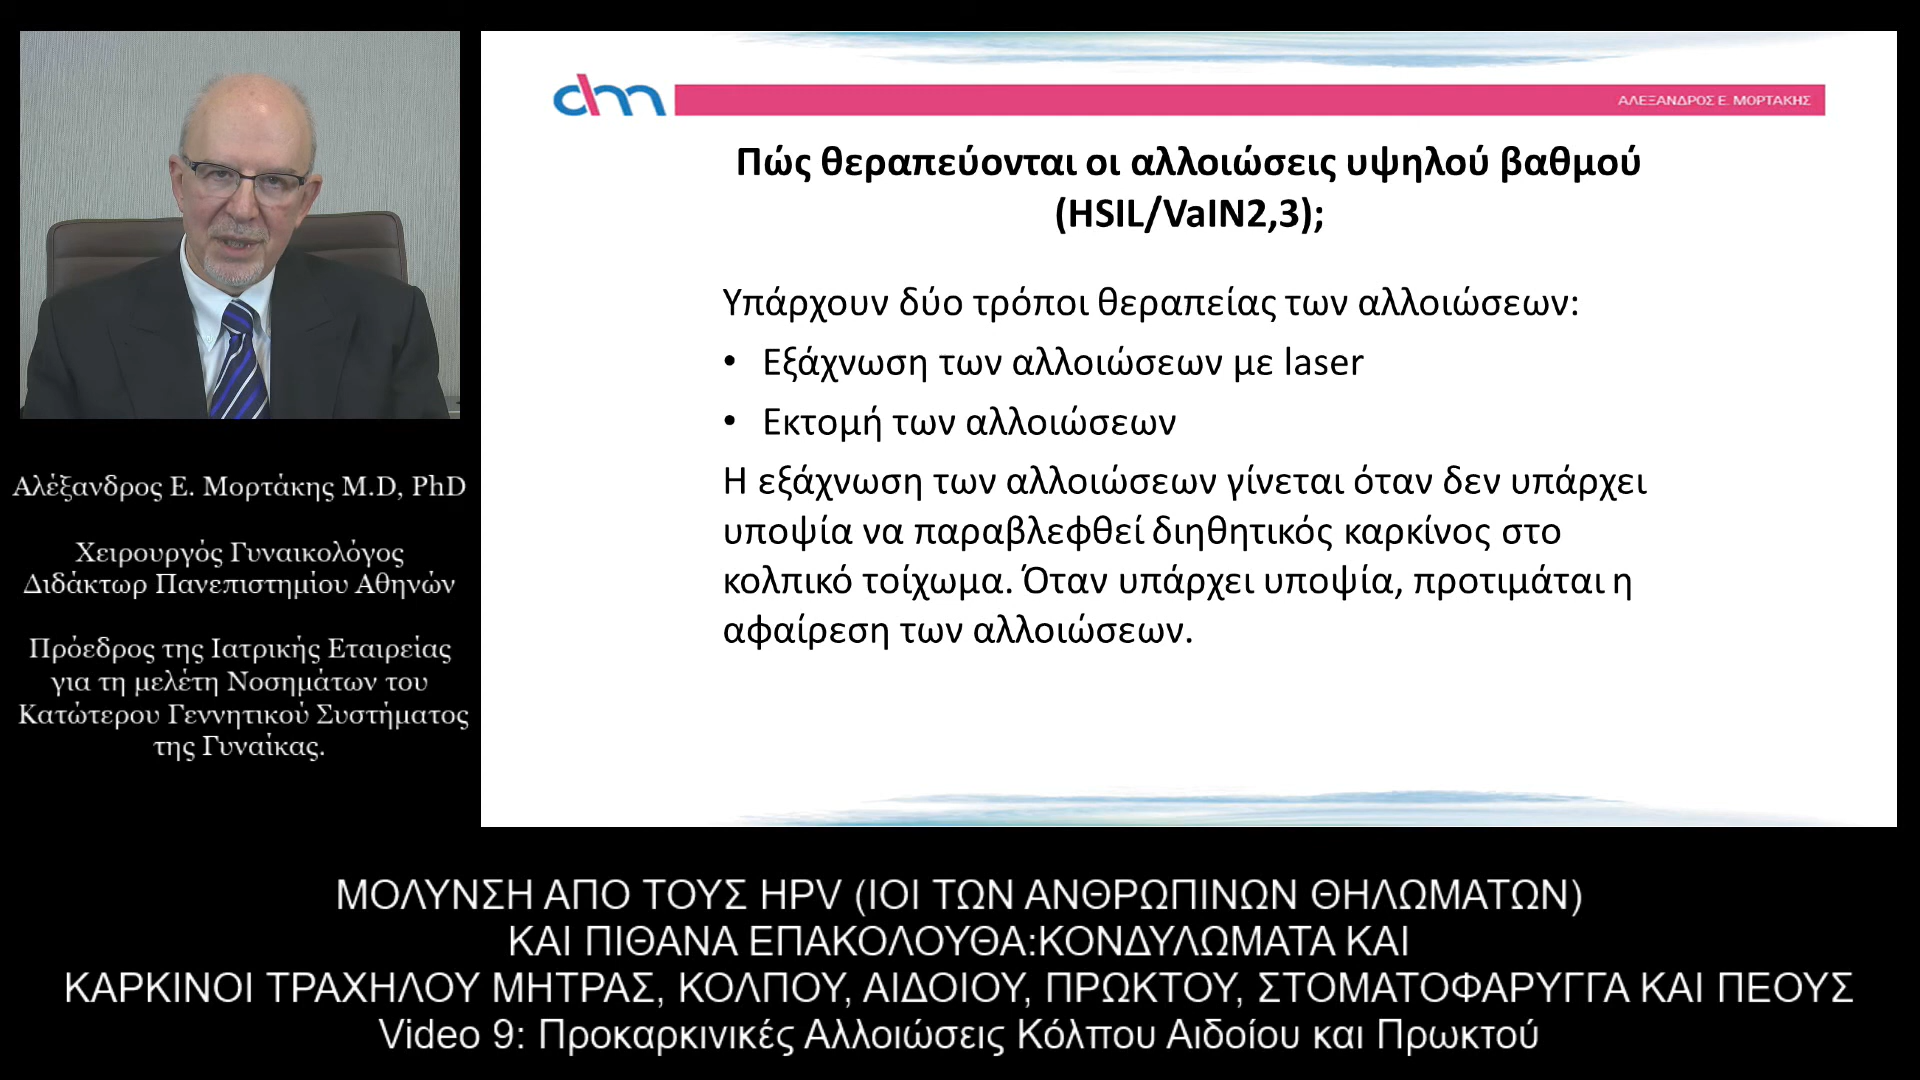 dm
ΑΛΕΞΑΝΔΡΟΣ Ε. ΜΟΡΤΑΚΗΣ
Πώς θεραπεύονται οι αλλοιώσεις υψηλού βαθμού
(HSIL/VaIN2,3);
Υπάρχουν δύο τρόποι θεραπείας των αλλοιώσεων:
• Εξάχνωση των αλλοιώσεων με laser
• Εκτομή των αλλοιώσεων
Η εξάχνωση των αλλοιώσεων γίνεται όταν δεν υπάρχει
υποψία να παραβλεφθεί διηθητικός καρκίνος στο
κολπικό τοίχωμα. Όταν υπάρχει υποψία, προτιμάται η
αφαίρεση των αλλοιώσεων.
Αλέξανδρος Ε. Μορτάκης M.D, PhD
Χειρουργός Γυναικολόγος
Διδάκτωρ Πανεπιστημίου Αθηνών
Πρόεδρος της Ιατρικής Εταιρείας
για τη μελέτη Νοσημάτων του
Κατώτερου Γεννητικού Συστήματος
της Γυναίκας.
ΜΟΛΥΝΣΗ ΑΠΟ ΤΟΥΣ HPV (ΙΟΙ ΤΩΝ ΑΝΘΡΩΠΙΝΩΝ ΘΗΛΩΜΑΤΩΝ)
ΚΑΙ ΠΙΘΑΝΑ ΕΠΑΚΟΛΟΥΘΑ:ΚΟΝΔΥΛΩΜΑΤΑ ΚΑΙ
ΚΑΡΚΙΝΟΙ ΤΡΑΧΗΛΟΥ ΜΗΤΡΑΣ, ΚΟΛΠΟΥ, ΑΙΔΟΙΟΥ, ΠΡΩΚΤΟΥ, ΣΤΟΜΑΤΟΦΑΡΥΓΓΑ ΚΑΙ ΠΕΟΥΣ
Video 9: Προκαρκινικές Αλλοιώσεις Κόλπου Αιδοίου και Πρωκτού